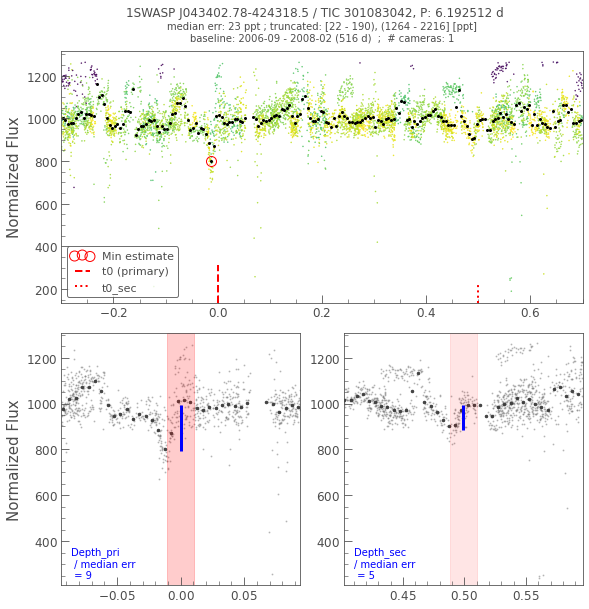 1SWASP J043402.78-424318.5 / TIC 301083042, P: 6.192512 d
median err: 23 ppt ; truncated: [22 - 190), (1264 - 2216] [ppt]
baseline: 2006-09 - 2008-02 (516 d)  ;  # cameras: 1
Normalized Flux
1200
1000
800
600
400
200
Min estimate
t0 (primary)
t0_sec
−0.2
0.0
0.2
0.4
0.6
Normalized Flux
1200
1000
800
600
400
Depth_pri
/ median err
= 9
−0.05
0.00
0.05
1200
1000
800
600
400
Depth_sec
/ median err
= 5
0.45
0.50
0.55